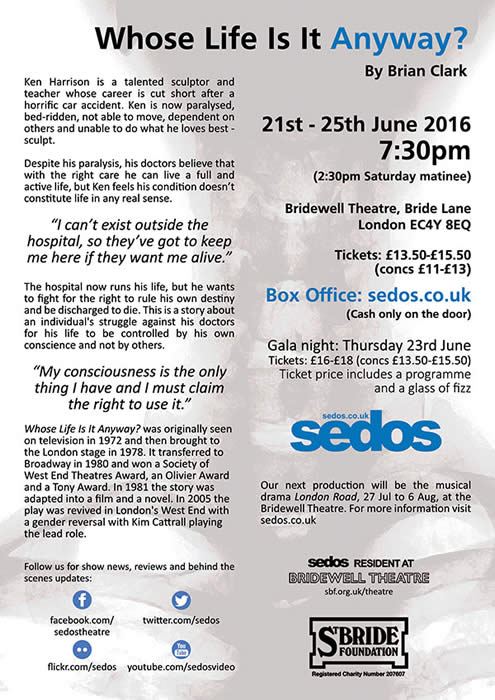 Whose Life Is It Anyway?
By Brian Clark
Ken Harrison is a talented sculptor and
teacher whose career is cut short after a
horrific car accident. Ken is now paralysed,
bed-ridden, not able to move, dependent on
others and unable to do what he loves best -
sculpt.
Despite his paralysis, his doctors believe that
with the right care he can live a full and
active life, but Ken feels his condition doesn't
constitute life in any real sense.
“I can’t exist outside the
hospital, so they’ve got to keep
me here if they want me alive.”
The hospital now runs his life, but he wants
to fight for the right to rule his own destiny
and be discharged to die. This is a story about
an individual's struggle against his doctors
for his life to be controlled by his own
conscience and not by others.
“My consciousness is the only
thing I have and I must claim
the right to use it.”
Whose Life Is It Anyway? was originally seen
on television in 1972 and then brought to
the London stage in 1978. It transferred to
Broadway in 1980 and won a Society of
West End Theatres Award, an Olivier Award
and a Tony Award. In 1981 the story was
adapted into a film and a novel. In 2005 the
play was revived in London's West End with
a gender reversal with Kim Cattrall playing
the lead role.
Follow us for show news, reviews and behind the
scenes updates:
facebook.com/
sedostheatre
twitter.com/sedos
flickr.com/sedos
You
Tube
youtube.com/sedosvideo
21st - 25th June 2016
7:30pm
(2:30pm Saturday matinee)
Bridewell Theatre, Bride Lane
London EC4Y 8EQ
Tickets: £13.50-£15.50
(concs £11-£13)
Box Office: sedos.co.uk
(Cash only on the door)
Gala night: Thursday 23rd June
Tickets: £16-£18 (concs £13.50-£15.50)
Ticket price includes a programme
and a glass of fizz
sedos.co.uk
sedos
Our next production will be the musical
drama London Road, 27 Jul to 6 Aug, at the
Bridewell Theatre. For more information visit
sedos.co.uk
sedos RESIDENT AT
BRIDEWELL THEATRE
sbf.org.uk/theatre
ST BRIDE
FOUNDATION
Registered Charity Number 207607